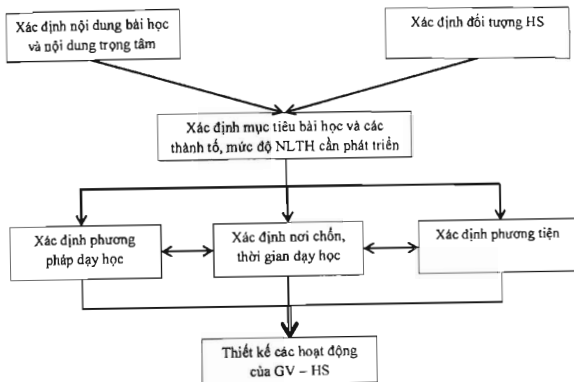 Xác định nội dung bài học
và nội dung trọng tâm
Xác định đối tượng HS
Xác định mục tiêu bài học và các
thành tố, mức độ NLTH cần phát triển
Xác định phương
pháp dạy học
Xác định nơi chốn,
thời gian dạy học
Xác định phương tiện
Thiết kế các hoạt động
của GV – HS